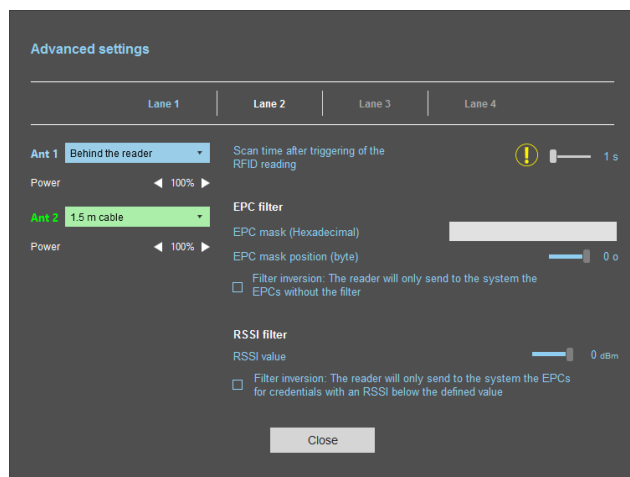 Advanced settings
Lane 1
Lane 2
Lane 3
Lane 4
Ant 1
Behind the reader
Power
100%
Ant 2
1.5 m cable
Power
100%
Scan time after triggering of the
RFID reading
1 s
EPC filter
EPC mask (Hexadecimal)
EPC mask position (byte)
0 o
Filter inversion: The reader will only send to the system the
EPCs without the filter
RSSI filter
RSSI value
0 dBm
Filter inversion: The reader will only send to the system the EPCs
for credentials with an RSSI below the defined value
Close